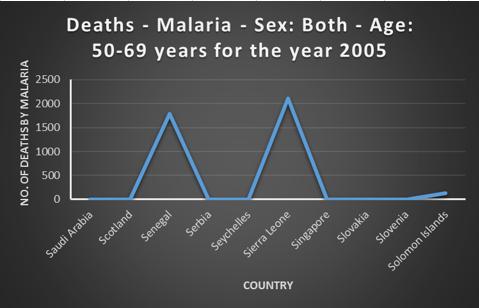 Deaths - Malaria - Sex: Both - Age:
50-69 years for the year 2005
NO. OF DEATHS BY MALARIA
2500
2000
1500
1000
500
0
Saudi Arabia
Scotland
Senegal
Serbia
Seychelles
Sierra Leone
Singapore
Slovakia
Slovenia
Solomon Islands
COUNTRY